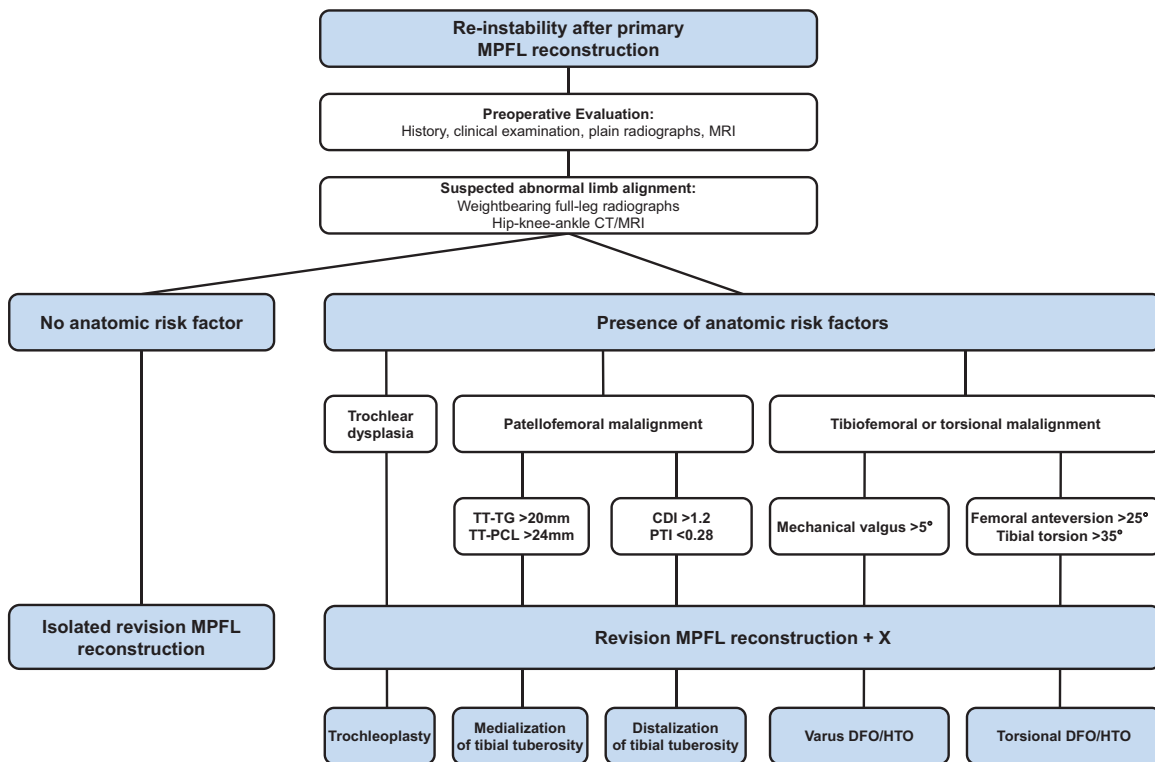 Re-instability after primary
MPFL reconstruction
Preoperative Evaluation:
History, clinical examination, plain radiographs, MRI
Suspected abnormal limb alignment:
Weightbearing full-leg radiographs
Hip-knee-ankle CT/MRI
No anatomic risk factor
Presence of anatomic risk factors
Trochlear
dysplasia
Patellofemoral malalignment
Tibiofemoral or torsional malalignment
TT-TG >20mm
TT-PCL >24mm
CDI >1.2
PTI <0.28
Mechanical valgus >5°
Femoral anteversion >25°
Tibial torsion >35°
Isolated revision MPFL
reconstruction
Revision MPFL reconstruction + X
Trochleoplasty
Medialization
of tibial tuberosity
Distalization
of tibial tuberosity
Varus DFO/HTO
Torsional DFO/HTO